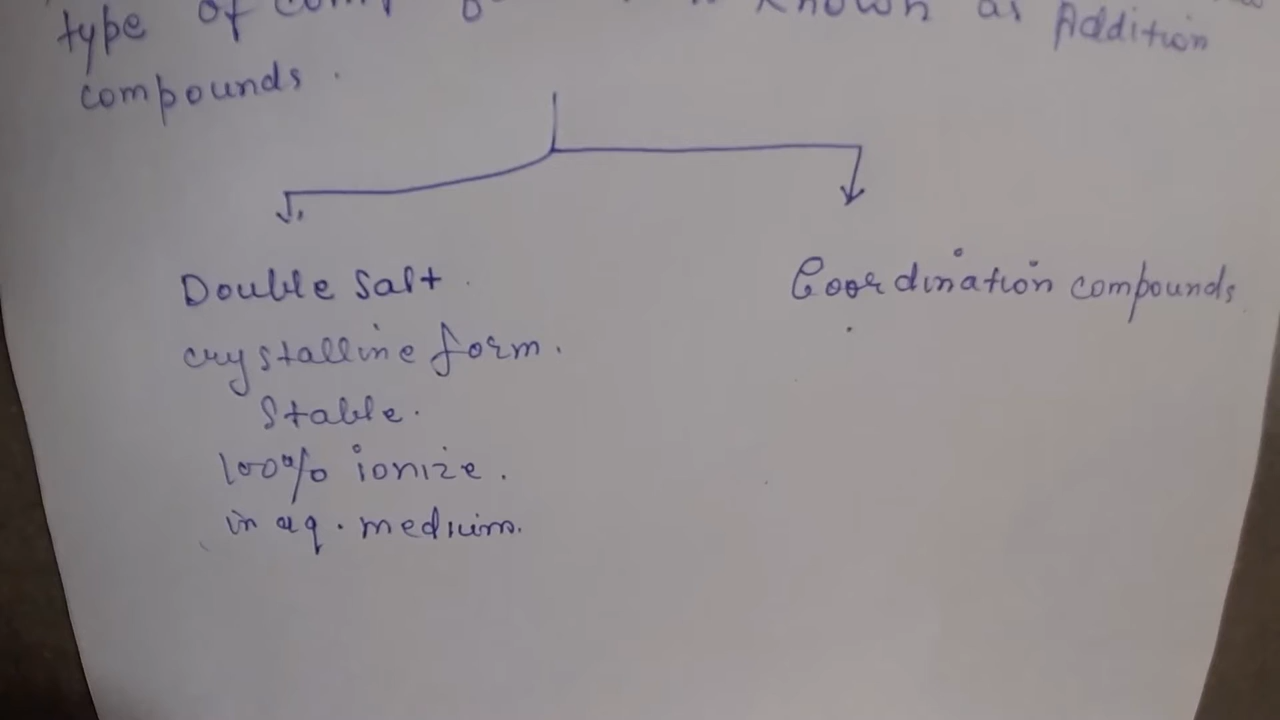 type of known as Addition
compounds.
Double Salt Coordination compounds
crystalline form.
Stable.
100% ionize.
in aq. medium.